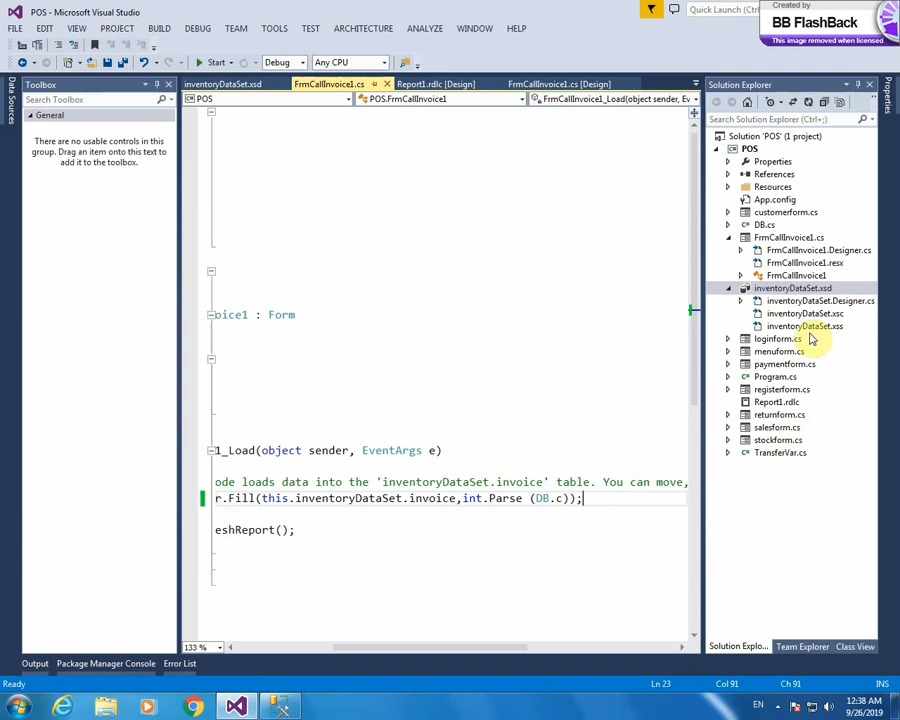 POS - Microsoft Visual Studio
Quick Launch (
Created by
BB FlashBack
This image removed when licensed
FILE EDIT VIEW PROJECT BUILD DEBUG TEAM TOOLS TEST ARCHITECTURE ANALYZE WINDOW HELP
Start Debug Any CPU
Data Sources
Toolbox
Search Toolbox
General
There are no usable controls in this
group. Drag an item onto this text to
add it to the toolbox.
inventoryDataSet.xsd FrmCallInvoice1.cs Report1.rdlc [Design] FrmCallInvoice1.cs [Design]
POS POS.FrmCallInvoice1 FrmCallInvoice1_Load(object sender, Ev
oice1 : Form
1_Load(object sender, EventArgs e)
ode loads data into the 'inventoryDataSet.invoice' table. You can move,
r.Fill(this.inventoryDataSet.invoice,int.Parse (DB.c));
eshReport();
133 %
Solution Explorer
Search Solution Explorer (Ctrl+;)
Solution 'POS' (1 project)
POS
Properties
References
Resources
App.config
customerform.cs
DB.cs
FrmCallInvoice1.cs
FrmCallInvoice1.Designer.cs
FrmCallInvoice1.resx
FrmCallInvoice1
inventoryDataSet.xsd
inventoryDataSet.Designer.cs
inventoryDataSet.xsc
inventoryDataSet.xss
loginform.cs
menuform.cs
paymentform.cs
Program.cs
registerform.cs
Report1.rdlc
returnform.cs
salesform.cs
stockform.cs
TransferVar.cs
Solution Explo... Team Explorer Class View
Properties
Output Package Manager Console Error List
Ready Ln 23 Col 91 Ch 91 INS
EN
12:38 AM
9/26/2019